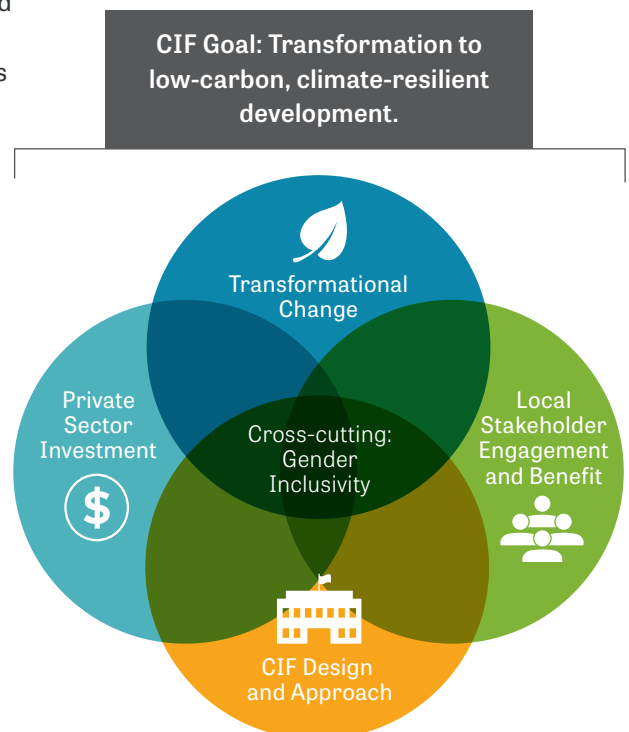 CIF Goal: Transformation to
low-carbon, climate-resilient
development.
Transformational
Change
Private
Sector
Investment
$
Cross-cutting:
Gender
Inclusivity
Local
Stakeholder
Engagement
and Benefit
CIF Design
and Approach